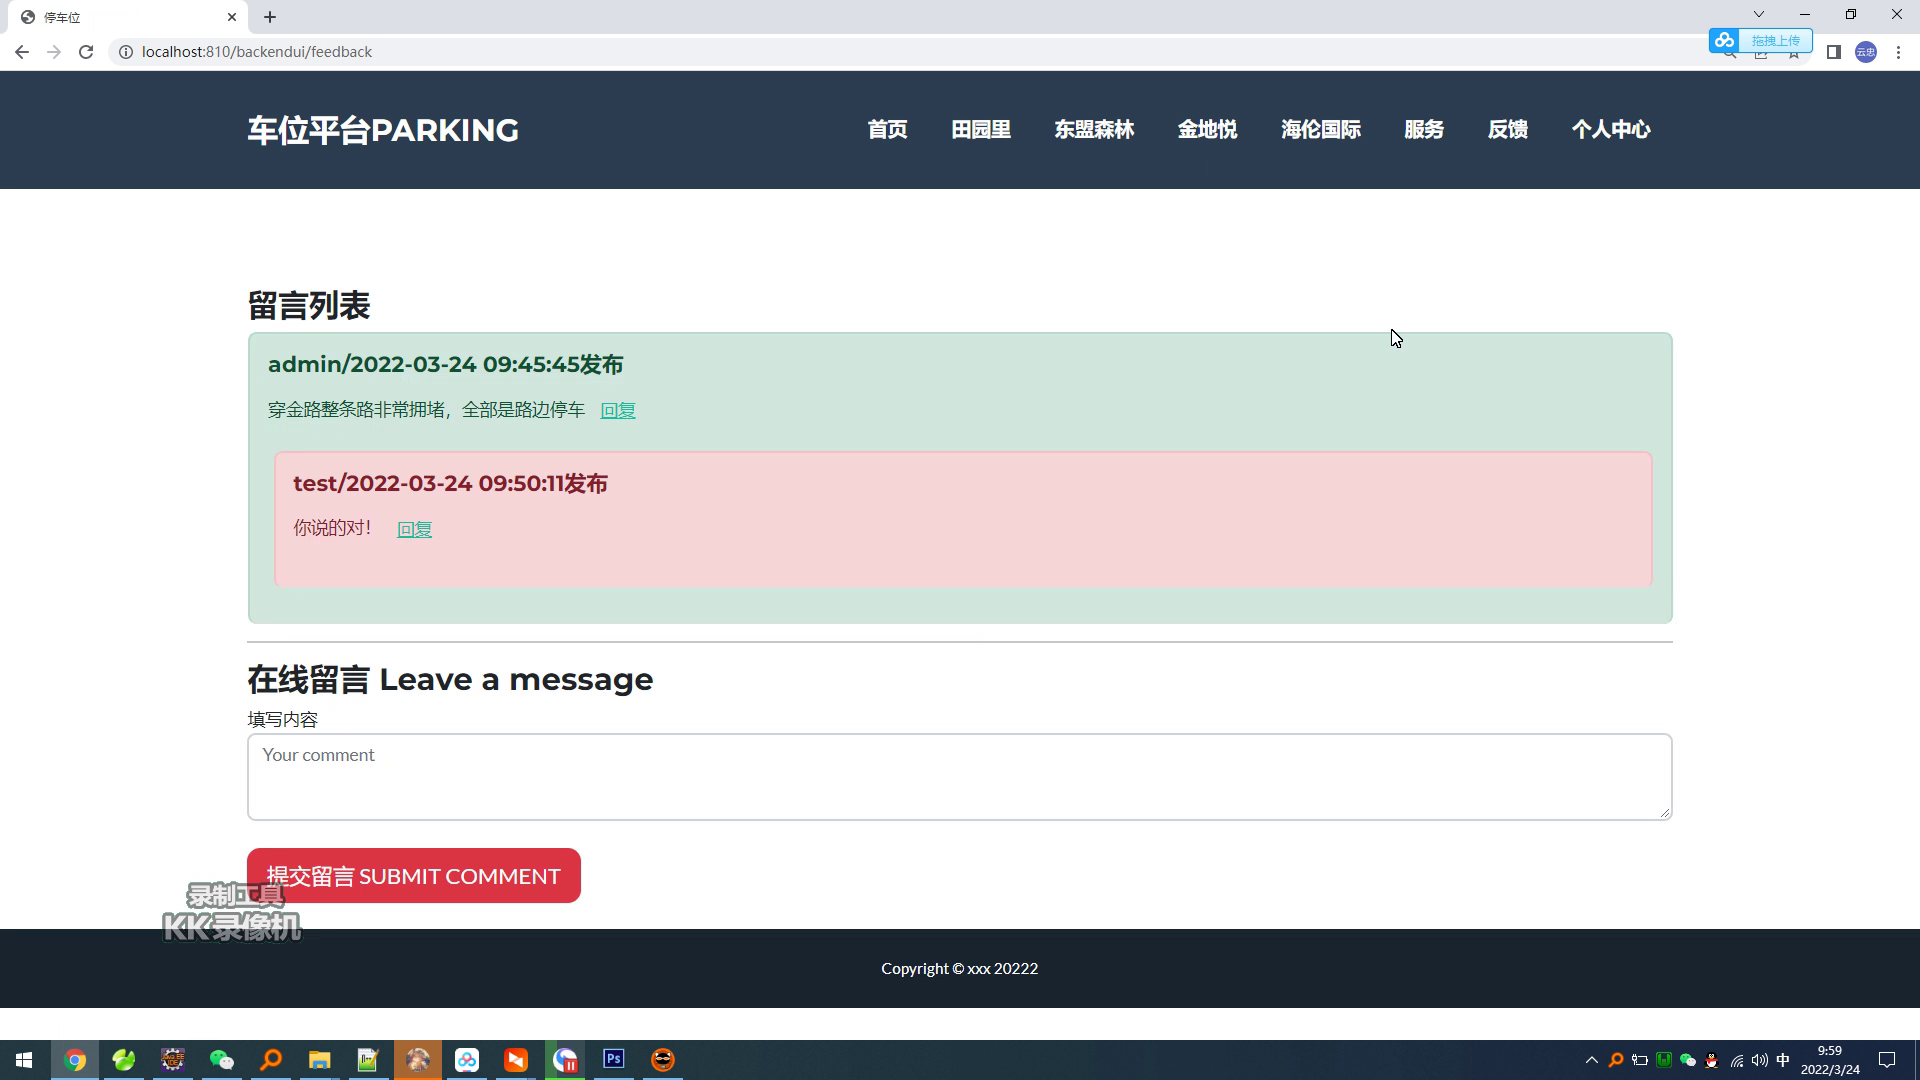 停车位
localhost:810/backendui/feedback
拖拽上传
云忠
车位平台PARKING
首页 田园里 东盟森林 金地悦 海伦国际 服务 反馈 个人中心
留言列表
admin/2022-03-24 09:45:45发布
穿金路整条路非常拥堵，全部是路边停车 回复
test/2022-03-24 09:50:11发布
你说的对！ 回复
在线留言 Leave a message
填写内容
Your comment
提交留言 SUBMIT COMMENT
录制工具
KK录像机
Copyright © xxx 20222
Ps
中
9:59
2022/3/24